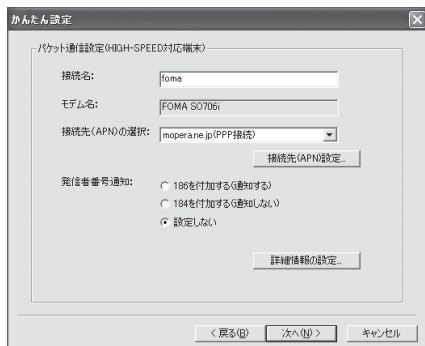 かんたん設定
パケット通信設定(HIGH-SPEED対応端末)
接続名:
foma
モデム名:
FOMA SO706i
接続先(APN)の選択:
mopera.ne.jp(PPP接続)
接続先(APN)設定...
発信者番号通知:
186を付加する(通知する)
184を付加する(通知しない)
設定しない
詳細情報の設定...
< 戻る(B)
次へ(N) >
キャンセル